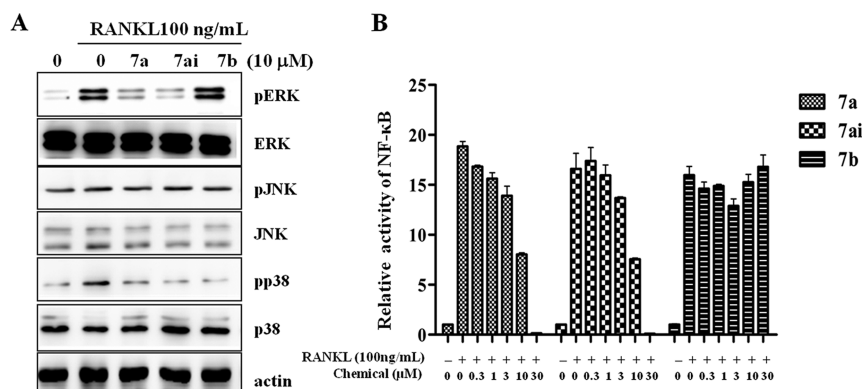 A
RANKL100 ng/mL
0 0 7a 7ai 7b (10 μM)
pERK
ERK
pJNK
JNK
pp38
p38
actin
B
Relative activity of NF-κB
25
20
15
10
5
0
7a
7ai
7b
RANKL (100ng/mL) – + + + + + + – + + + + + + – + + + + + +
Chemical (μM) 0 0 0.3 1 3 10 30 0 0 0.3 1 3 10 30 0 0 0.3 1 3 10 30